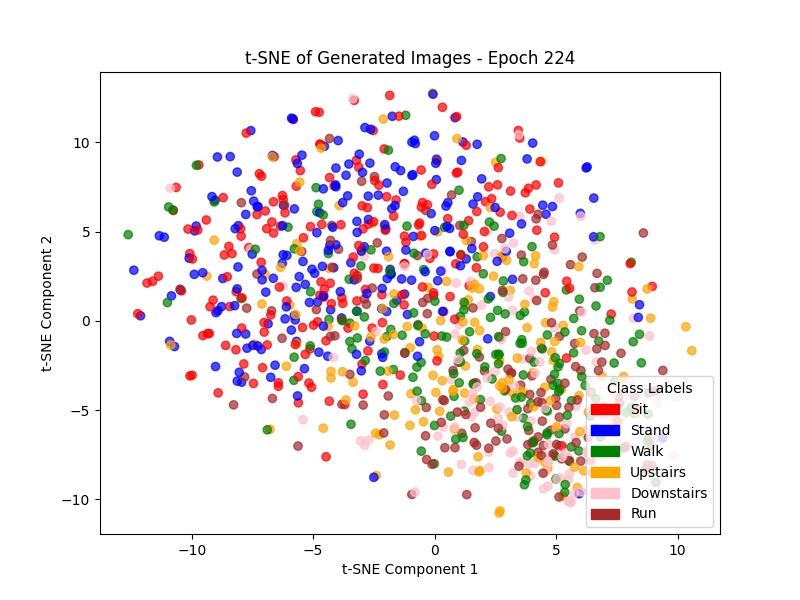 t-SNE of Generated Images - Epoch 224
10
5
0
−5
−10
t-SNE Component 2
−10
−5
0
5
10
t-SNE Component 1
Class Labels
Sit
Stand
Walk
Upstairs
Downstairs
Run